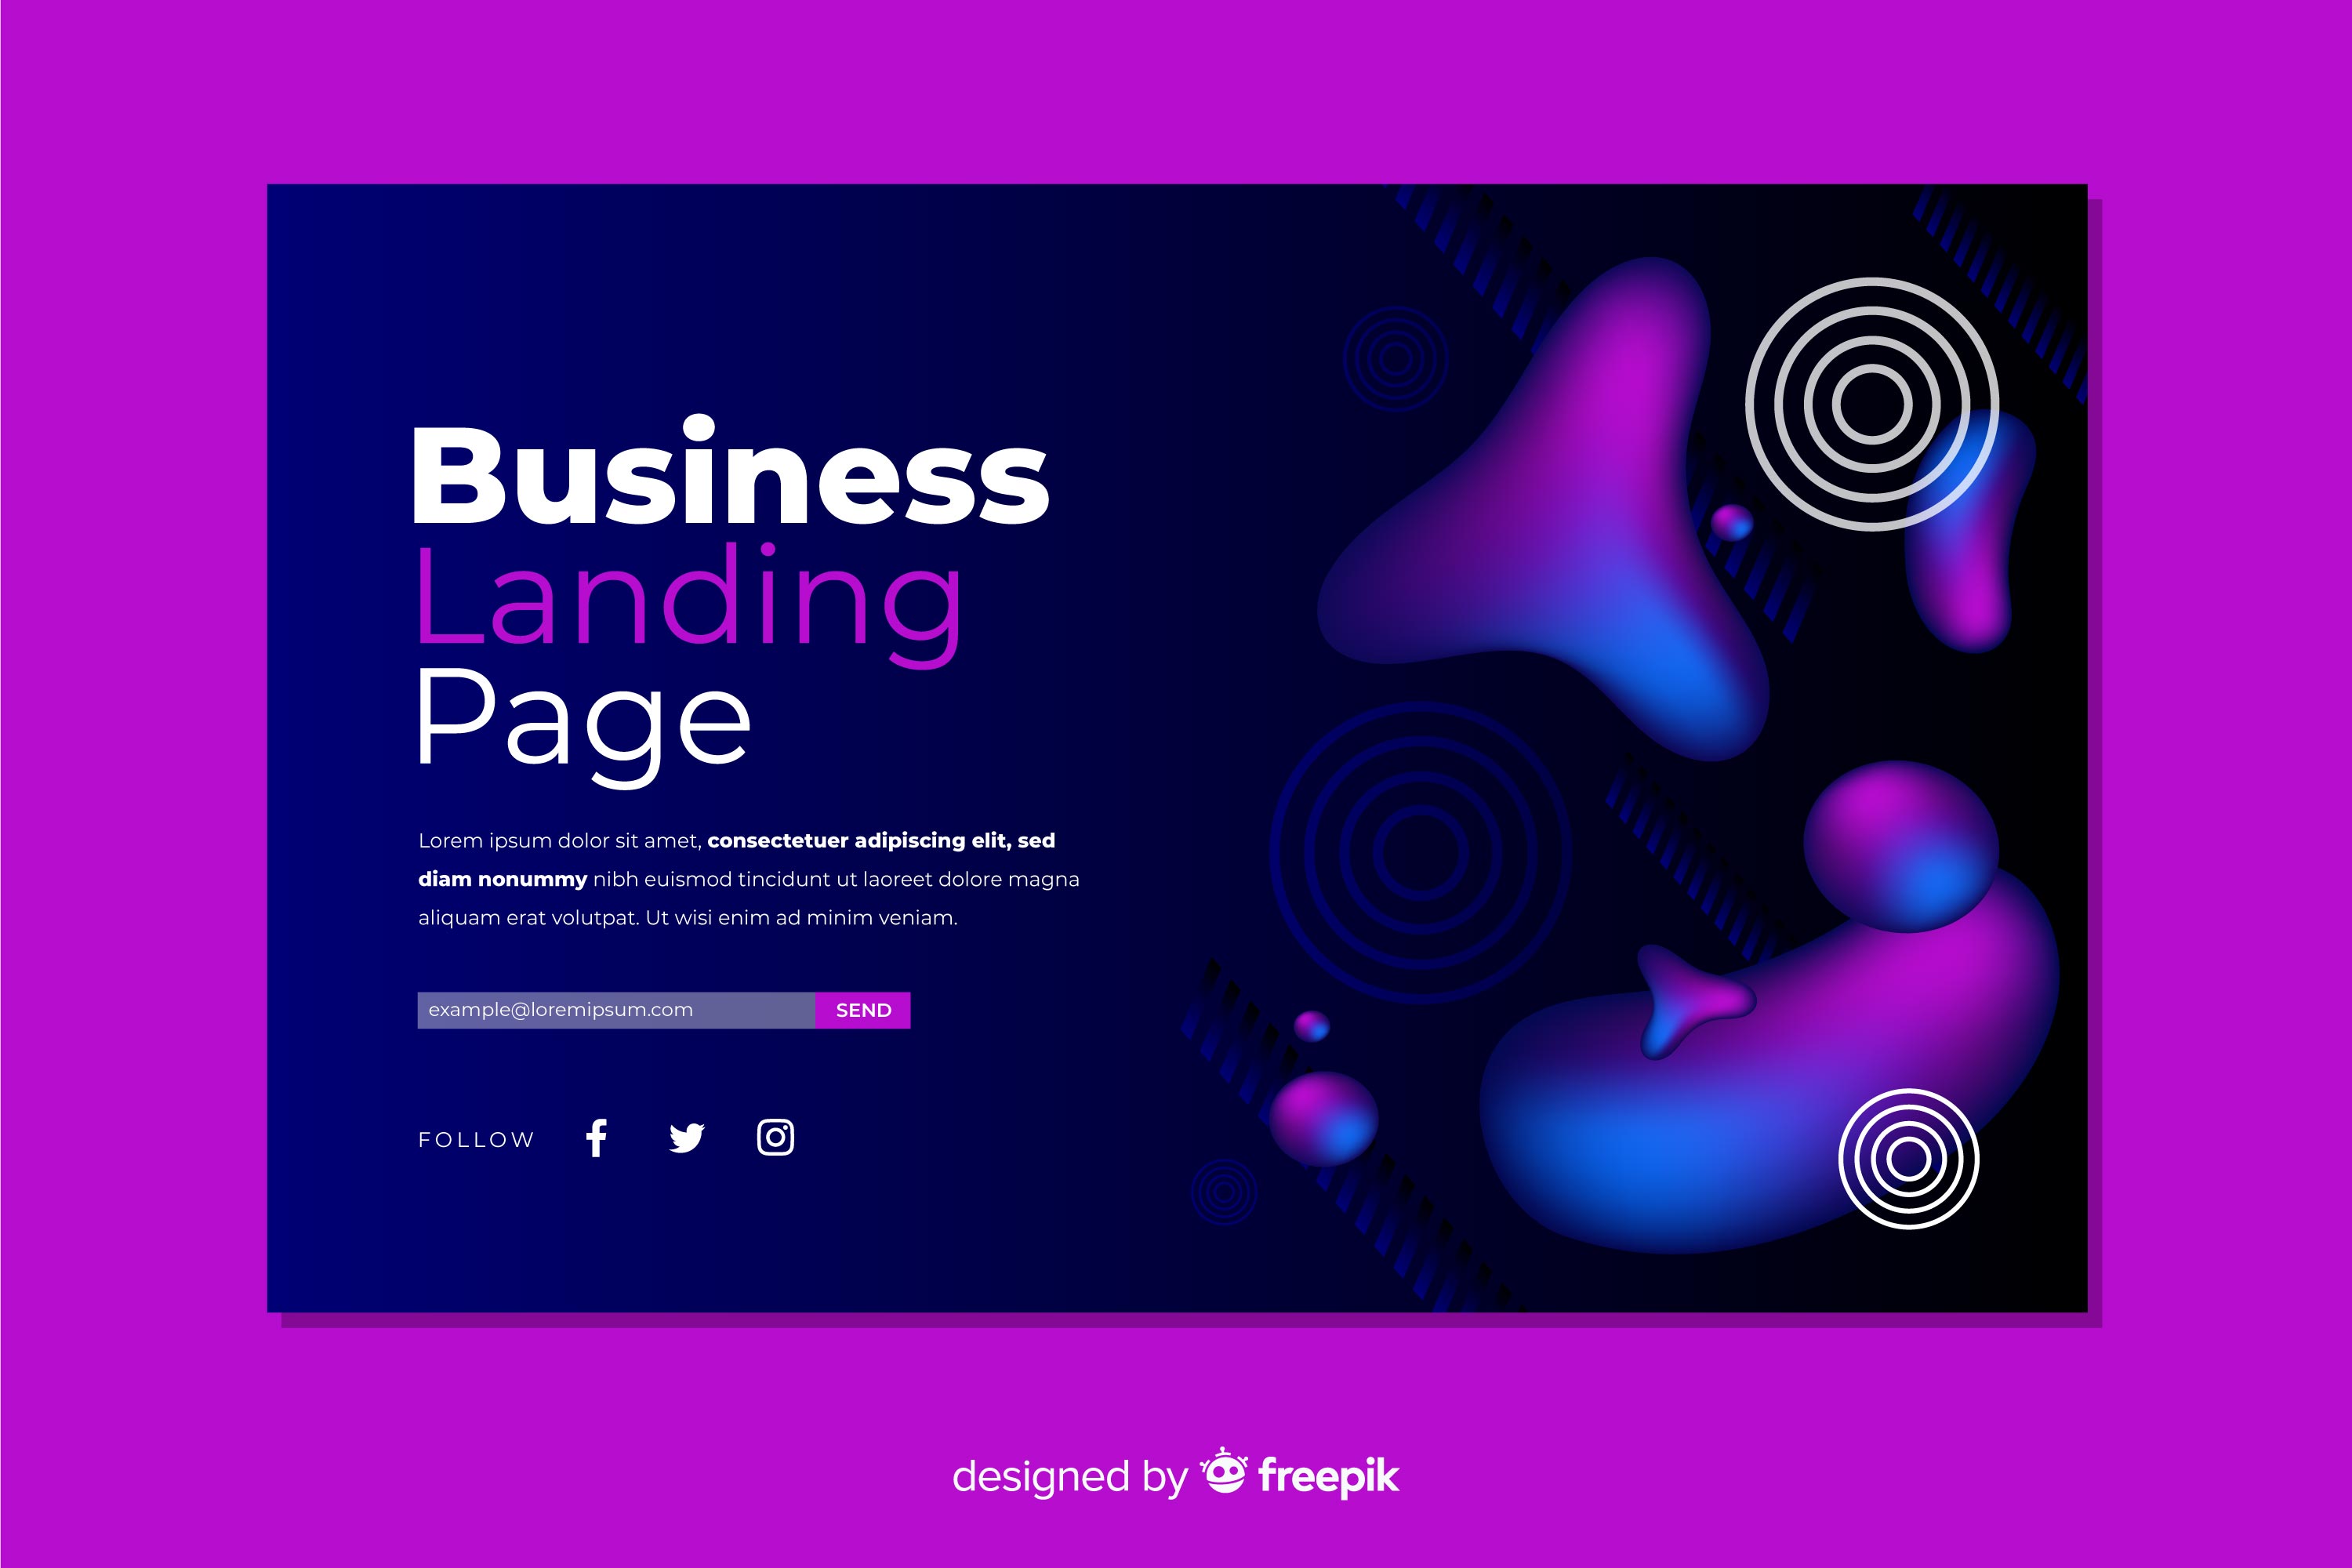 Business
Landing
Page
Lorem ipsum dolor sit amet, consectetuer adipiscing elit, sed
diam nonummy nibh euismod tincidunt ut laoreet dolore magna
aliquam erat volutpat. Ut wisi enim ad minim veniam.
example@loremipsum.com SEND
FOLLOW
designed by freepik